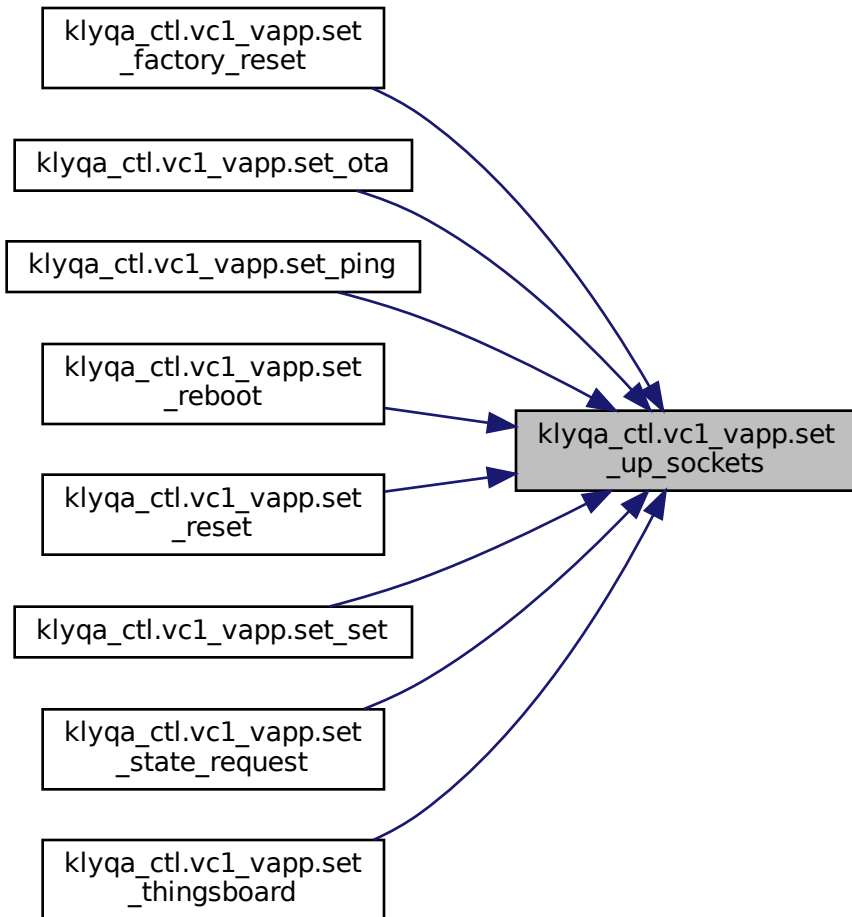 klyqa_ctl.vc1_vapp.set
_factory_reset
klyqa_ctl.vc1_vapp.set_ota
klyqa_ctl.vc1_vapp.set_ping
klyqa_ctl.vc1_vapp.set
_reboot
klyqa_ctl.vc1_vapp.set
_up_sockets
klyqa_ctl.vc1_vapp.set
_reset
klyqa_ctl.vc1_vapp.set_set
klyqa_ctl.vc1_vapp.set
_state_request
klyqa_ctl.vc1_vapp.set
_thingsboard